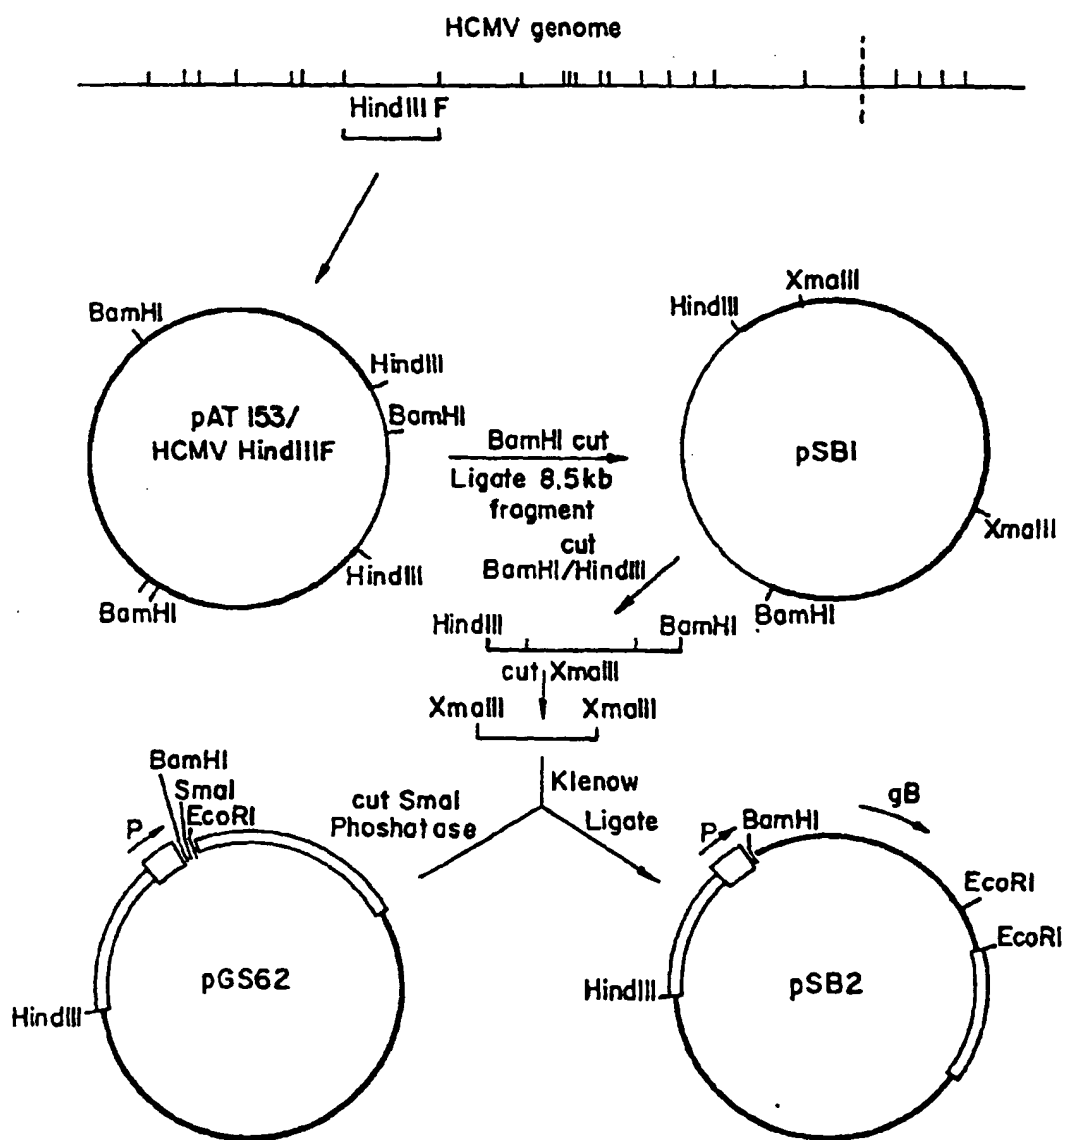 HCMV genome
HindIII F
BamHI
HindIII
BamHI
pAT 153/
HCMV HindIIIF
HindIII
BamHI
BamHI cut
Ligate 8.5kb
fragment
XmaIII
HindIII
pSB1
XmaIII
BamHI
cut
BamHI/HindIII
HindIII
BamHI
cut XmaIII
XmaIII
XmaIII
Klenow
cut SmaI
Phoshatase
Ligate
BamHI
SmaI
EcoRI
P
pGS62
HindIII
P
BamHI
gB
EcoRI
EcoRI
pSB2
HindIII